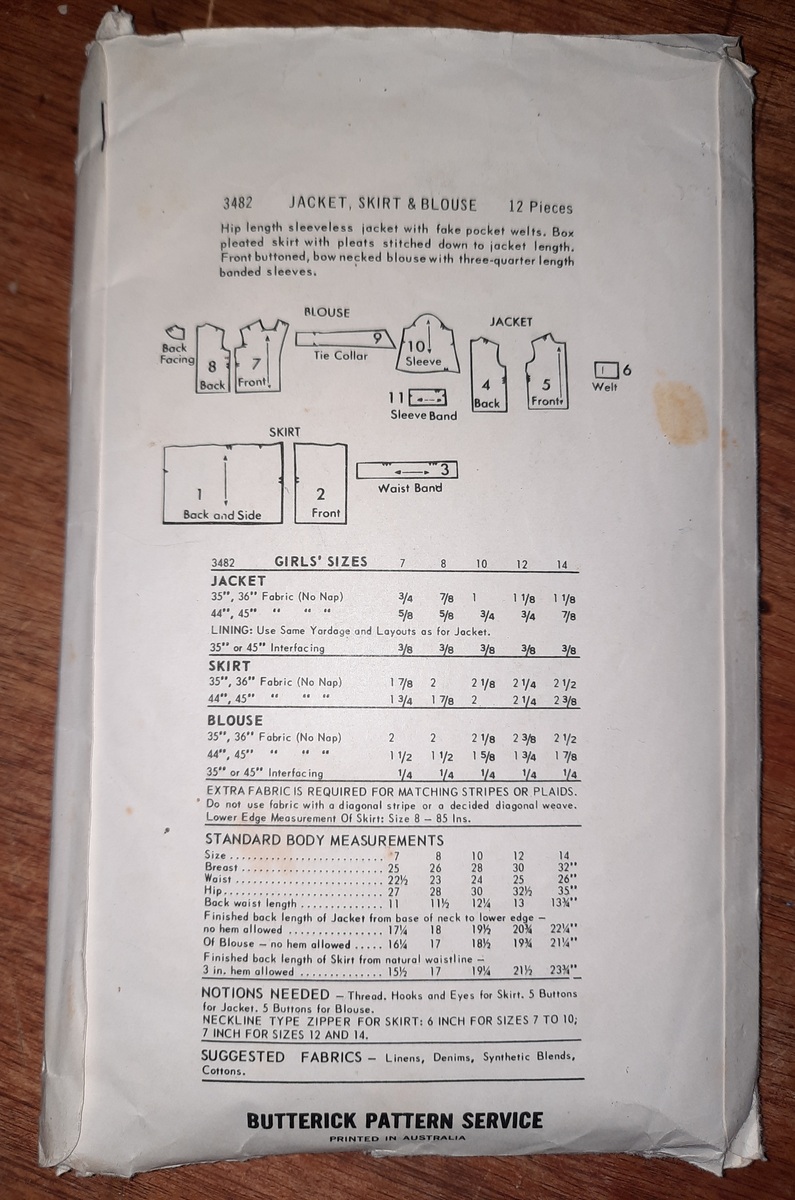 3482 JACKET, SKIRT & BLOUSE 12 Pieces
Hip length sleeveless jacket with fake pocket welts. Box
pleated skirt with pleats stitched down to jacket length.
Front buttoned, bow necked blouse with three-quarter length
banded sleeves.
BLOUSE
JACKET
Back
Facing
8
Back
7
Front
9
Tie Collar
10
Sleeve
11
Sleeve Band
4
Back
5
Front
6
Welt
SKIRT
1
Back and Side
2
Front
3
Waist Band
3482 GIRLS' SIZES 7 8 10 12 14
JACKET
35", 36" Fabric (No Nap) 3/4 7/8 1 1 1/8 1 1/8
44", 45" " " " 5/8 5/8 3/4 3/4 7/8
LINING: Use Same Yardage and Layouts as for Jacket.
35" or 45" Interfacing 3/8 3/8 3/8 3/8 3/8
SKIRT
35", 36" Fabric (No Nap) 1 7/8 2 2 1/8 2 1/4 2 1/2
44", 45" " " " 1 3/4 1 7/8 2 2 1/4 2 3/8
BLOUSE
35", 36" Fabric (No Nap) 2 2 2 1/8 2 3/8 2 1/2
44", 45" " " " 1 1/2 1 1/2 1 5/8 1 3/4 1 7/8
35" or 45" Interfacing 1/4 1/4 1/4 1/4 1/4
EXTRA FABRIC IS REQUIRED FOR MATCHING STRIPES OR PLAIDS.
Do not use fabric with a diagonal stripe or a decided diagonal weave.
Lower Edge Measurement Of Skirt: Size 8 – 85 Ins.
STANDARD BODY MEASUREMENTS
Size ........................ 7 8 10 12 14
Breast ...................... 25 26 28 30 32"
Waist ....................... 22½ 23 24 25 26"
Hip ......................... 27 28 30 32½ 35"
Back waist length ........... 11 11½ 12¼ 13 13¾"
Finished back length of Jacket from base of neck to lower edge –
no hem allowed .............. 17¼ 18 19½ 20¾ 22¼"
Of Blouse – no hem allowed ..... 16¼ 17 18½ 19¾ 21¼"
Finished back length of Skirt from natural waistline –
3 in. hem allowed ............ 15½ 17 19¼ 21½ 23¾"
NOTIONS NEEDED – Thread. Hooks and Eyes for Skirt. 5 Buttons
for Jacket. 5 Buttons for Blouse.
NECKLINE TYPE ZIPPER FOR SKIRT: 6 INCH FOR SIZES 7 TO 10;
7 INCH FOR SIZES 12 AND 14.
SUGGESTED FABRICS – Linens, Denims, Synthetic Blends,
Cottons.
BUTTERICK PATTERN SERVICE
PRINTED IN AUSTRALIA